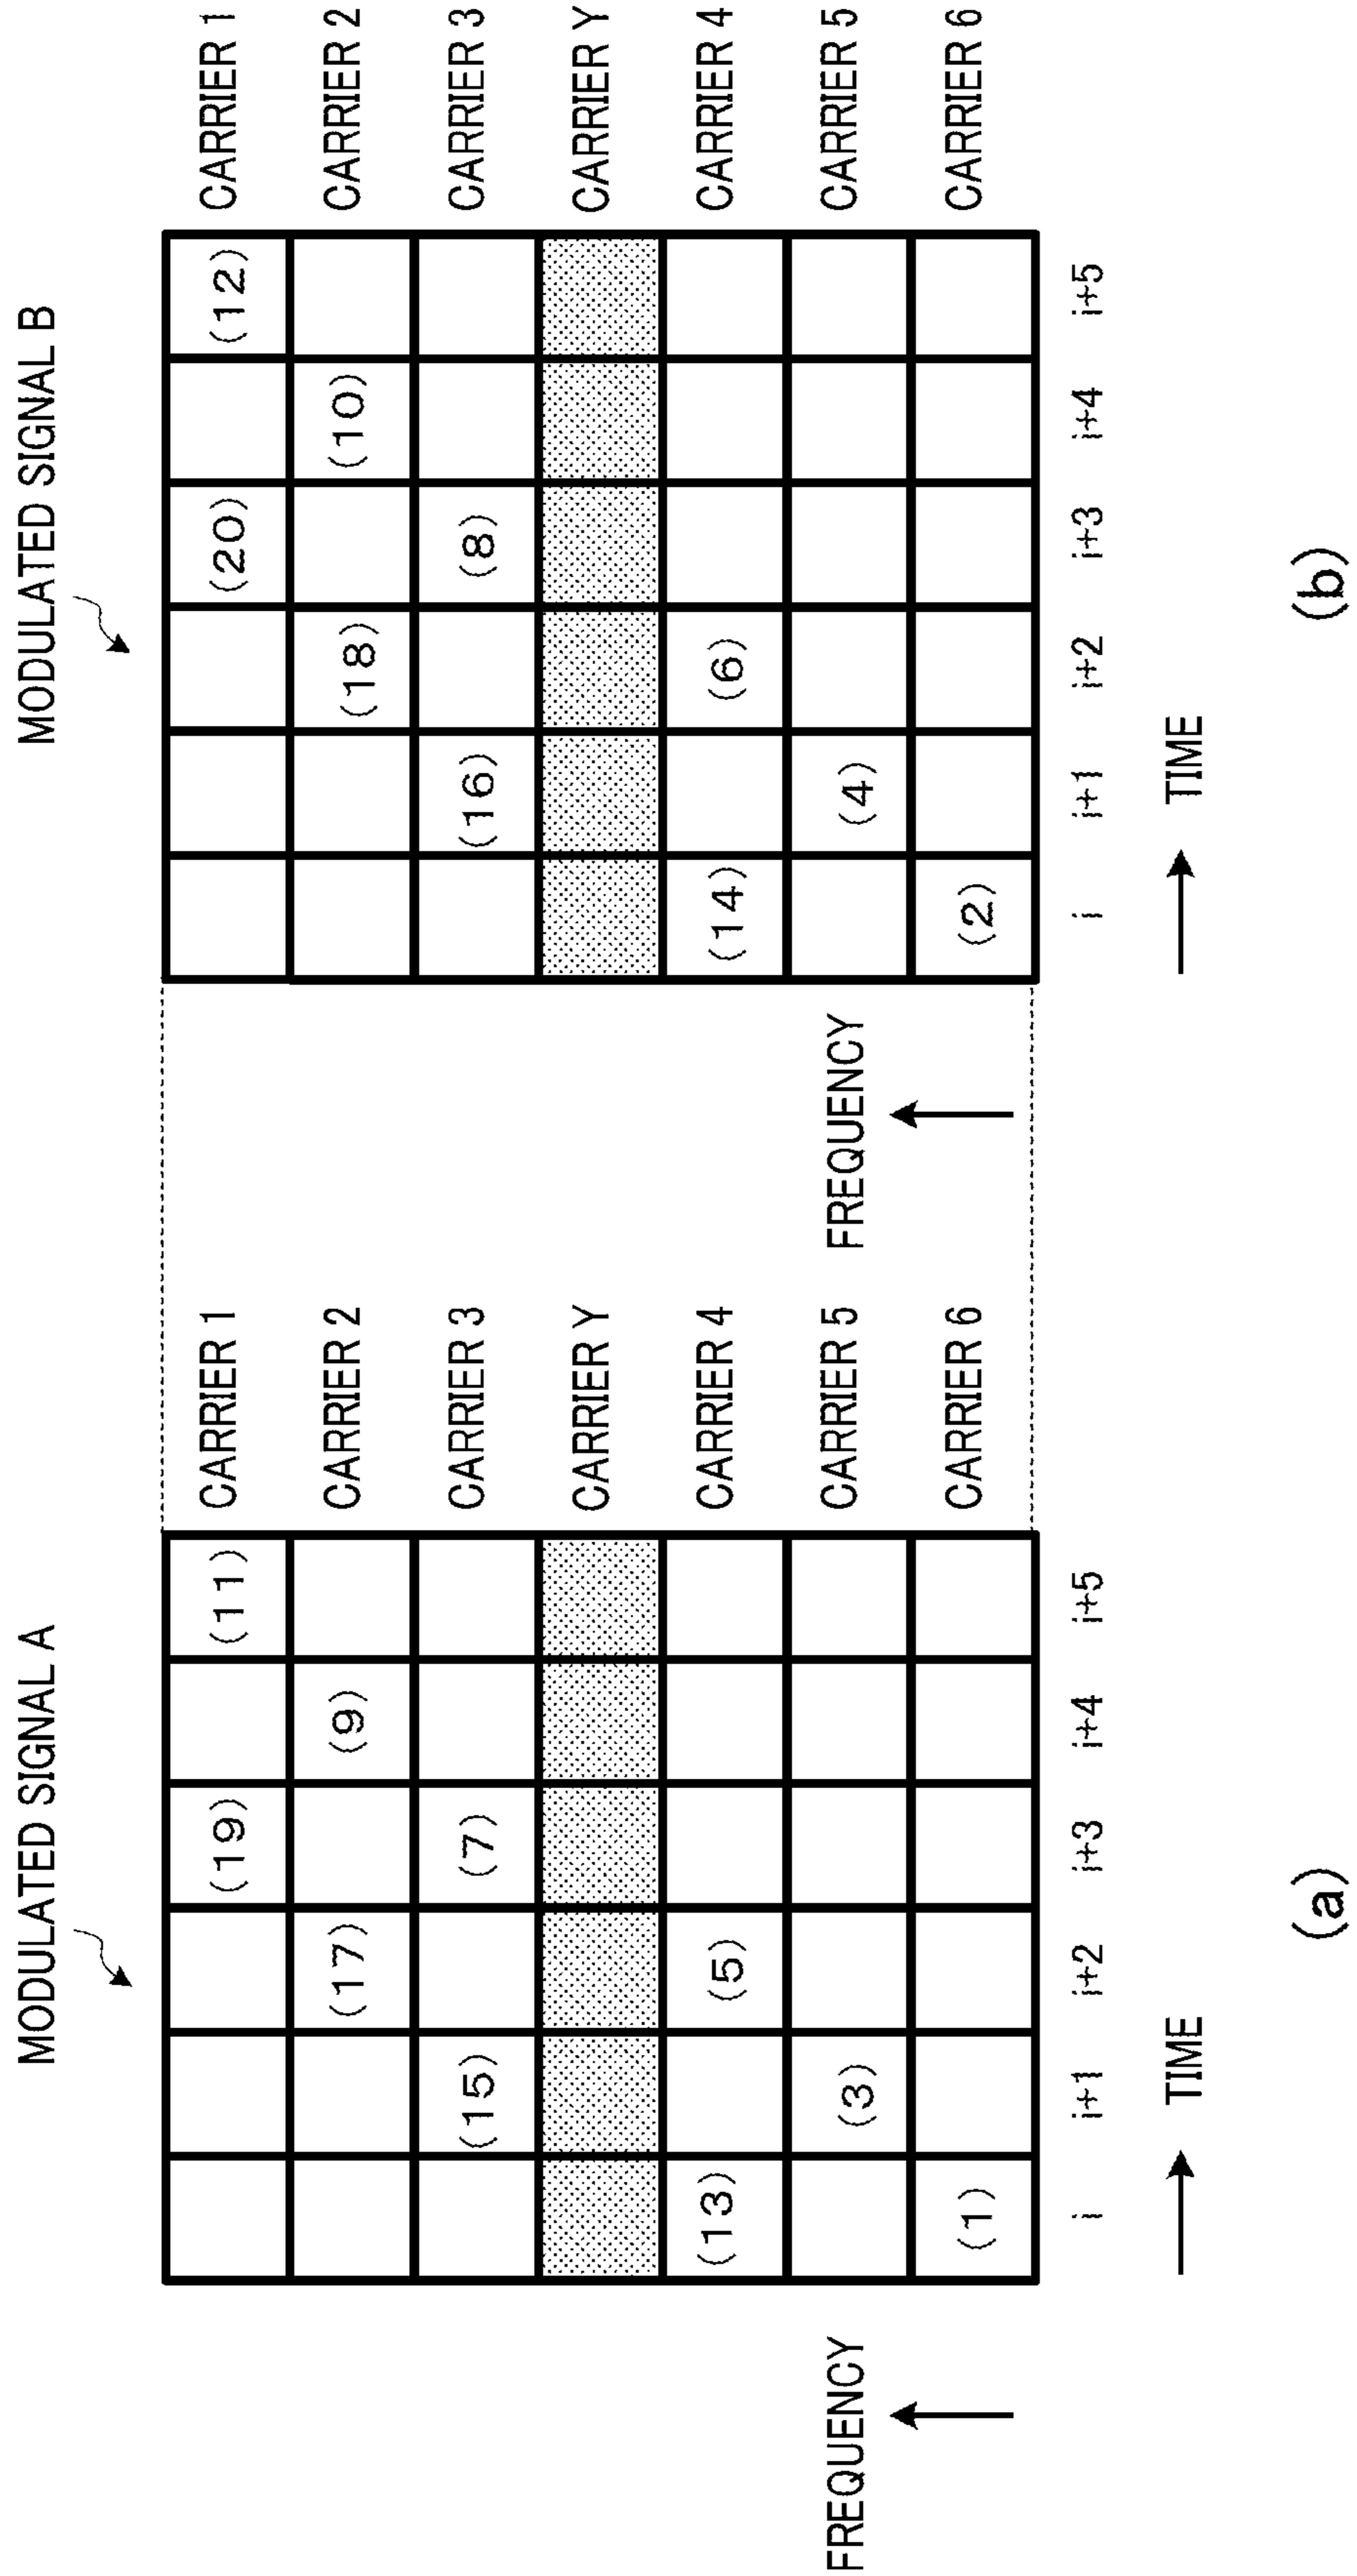 MODULATED SIGNAL A
(19) (11) CARRIER 1
(17) (9) CARRIER 2
(15) (7) CARRIER 3
CARRIER Y
(13) (5) CARRIER 4
(3) CARRIER 5
(1) CARRIER 6
FREQUENCY
i i+1 i+2 i+3 i+4 i+5
TIME
(a)
MODULATED SIGNAL B
(20) (12) CARRIER 1
(18) (10) CARRIER 2
(16) (8) CARRIER 3
CARRIER Y
(14) (6) CARRIER 4
(4) CARRIER 5
(2) CARRIER 6
FREQUENCY
i i+1 i+2 i+3 i+4 i+5
TIME
(b)